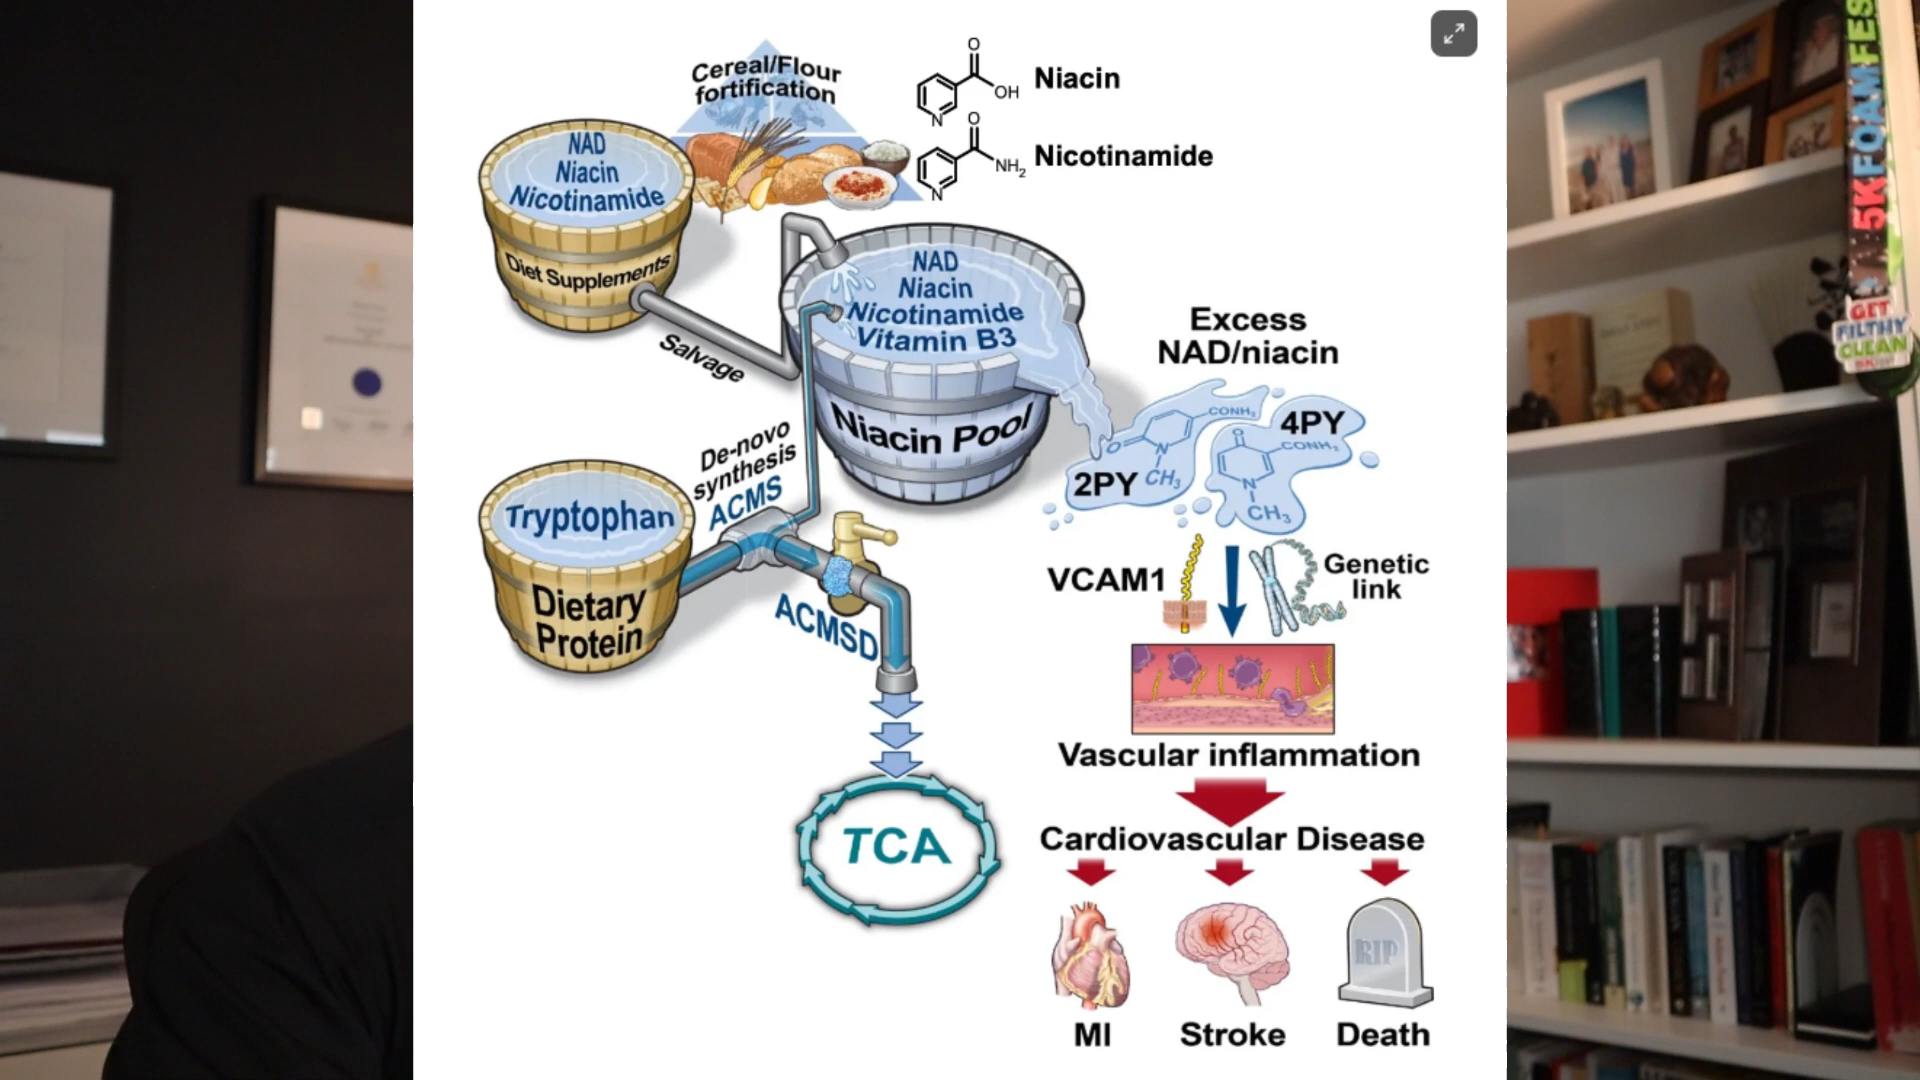 Cereal/Flour
fortification
O
OH
N
Niacin
O
NH2
N
Nicotinamide
NAD
Niacin
Nicotinamide
Diet Supplements
Salvage
NAD
Niacin
Nicotinamide
Vitamin B3
Niacin Pool
Excess
NAD/niacin
CONH2
O
N
CH3
2PY
4PY
O
CONH2
N
CH3
De-novo
synthesis
ACMS
Tryptophan
Dietary
Protein
ACMSD
TCA
VCAM1
Genetic
link
Vascular inflammation
Cardiovascular Disease
RIP
MI
Stroke
Death
5K FOAM FEST
GET
FILTHY
CLEAN